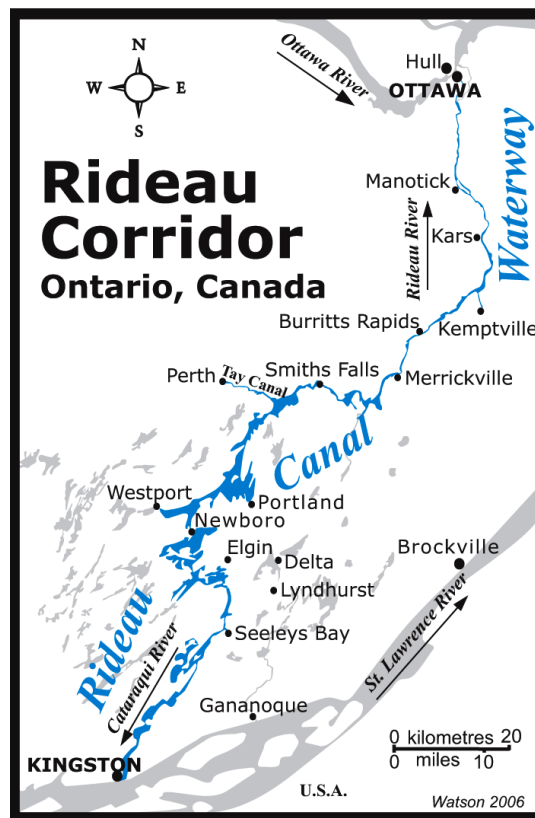 N
W E
S
Ottawa River
Hull
OTTAWA
Rideau
Corridor
Ontario, Canada
Manotick
Waterway
Rideau River
Kars
Burritts Rapids
Kemptville
Perth
Tay Canal
Smiths Falls
Merrickville
Canal
Westport
Portland
Newboro
Elgin
Delta
Brockville
Lyndhurst
Rideau
Seeleys Bay
Cataraqui River
St. Lawrence River
Gananoque
0 kilometres 20
0 miles 10
KINGSTON
U.S.A.
Watson 2006